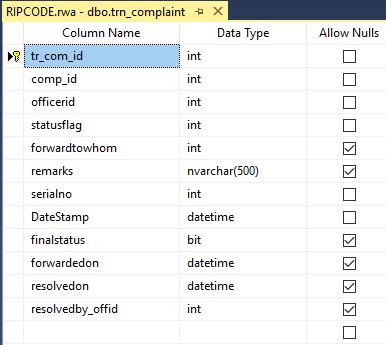 RIPCODE.rwa - dbo.trn_complaint
Column Name Data Type Allow Nulls
tr_com_id int
comp_id int
officerid int
statusflag int
forwardtowhom int
remarks nvarchar(500)
serialno int
DateStamp datetime
finalstatus bit
forwardedon datetime
resolvedon datetime
resolvedby_offid int